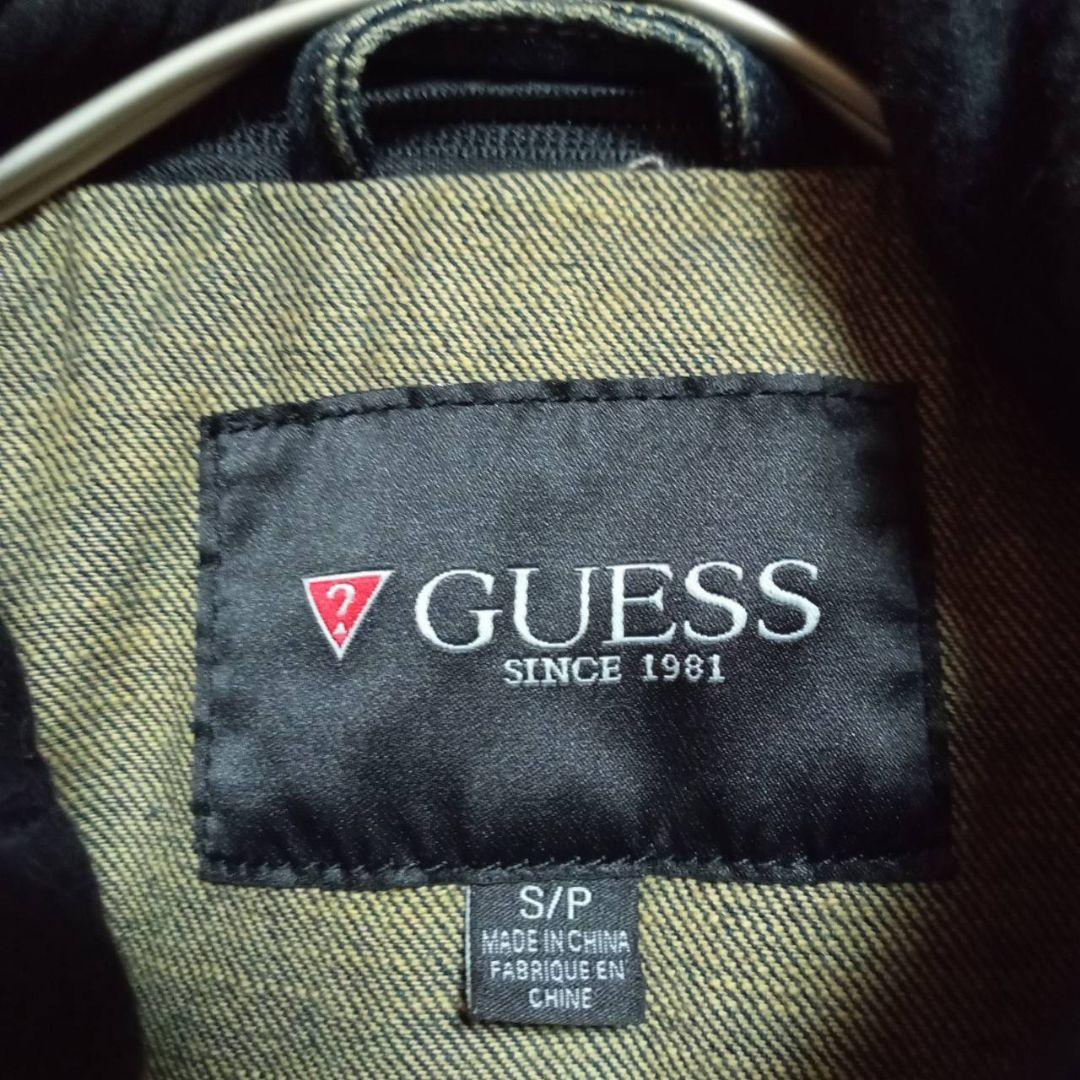 ? GUESS
SINCE 1981
S/P
MADE IN CHINA
FABRIQUE EN
CHINE